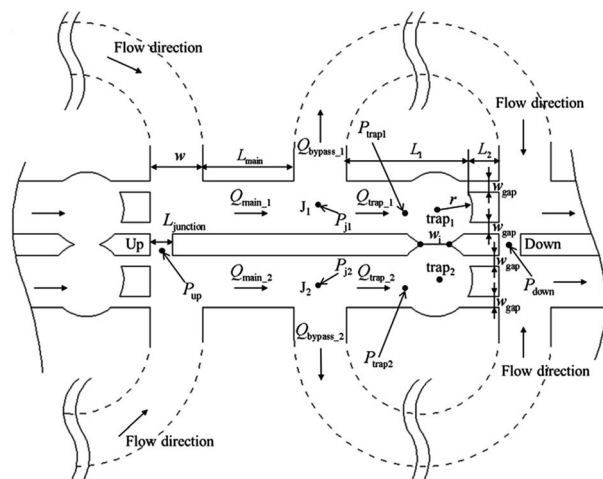 Flow direction
Flow direction
w
L_main
Q_bypass_1
P_trap1
L_1
L_2
w_gap
Q_main_1
J_1
Q_trap_1
r
trap_1
L_junction
P_j1
w_gap
Up
w_i
Down
P_up
Q_main_2
P_j2
J_2
Q_trap_2
trap_2
w_gap
P_down
w_gap
Q_bypass_2
P_trap2
Flow direction
Flow direction